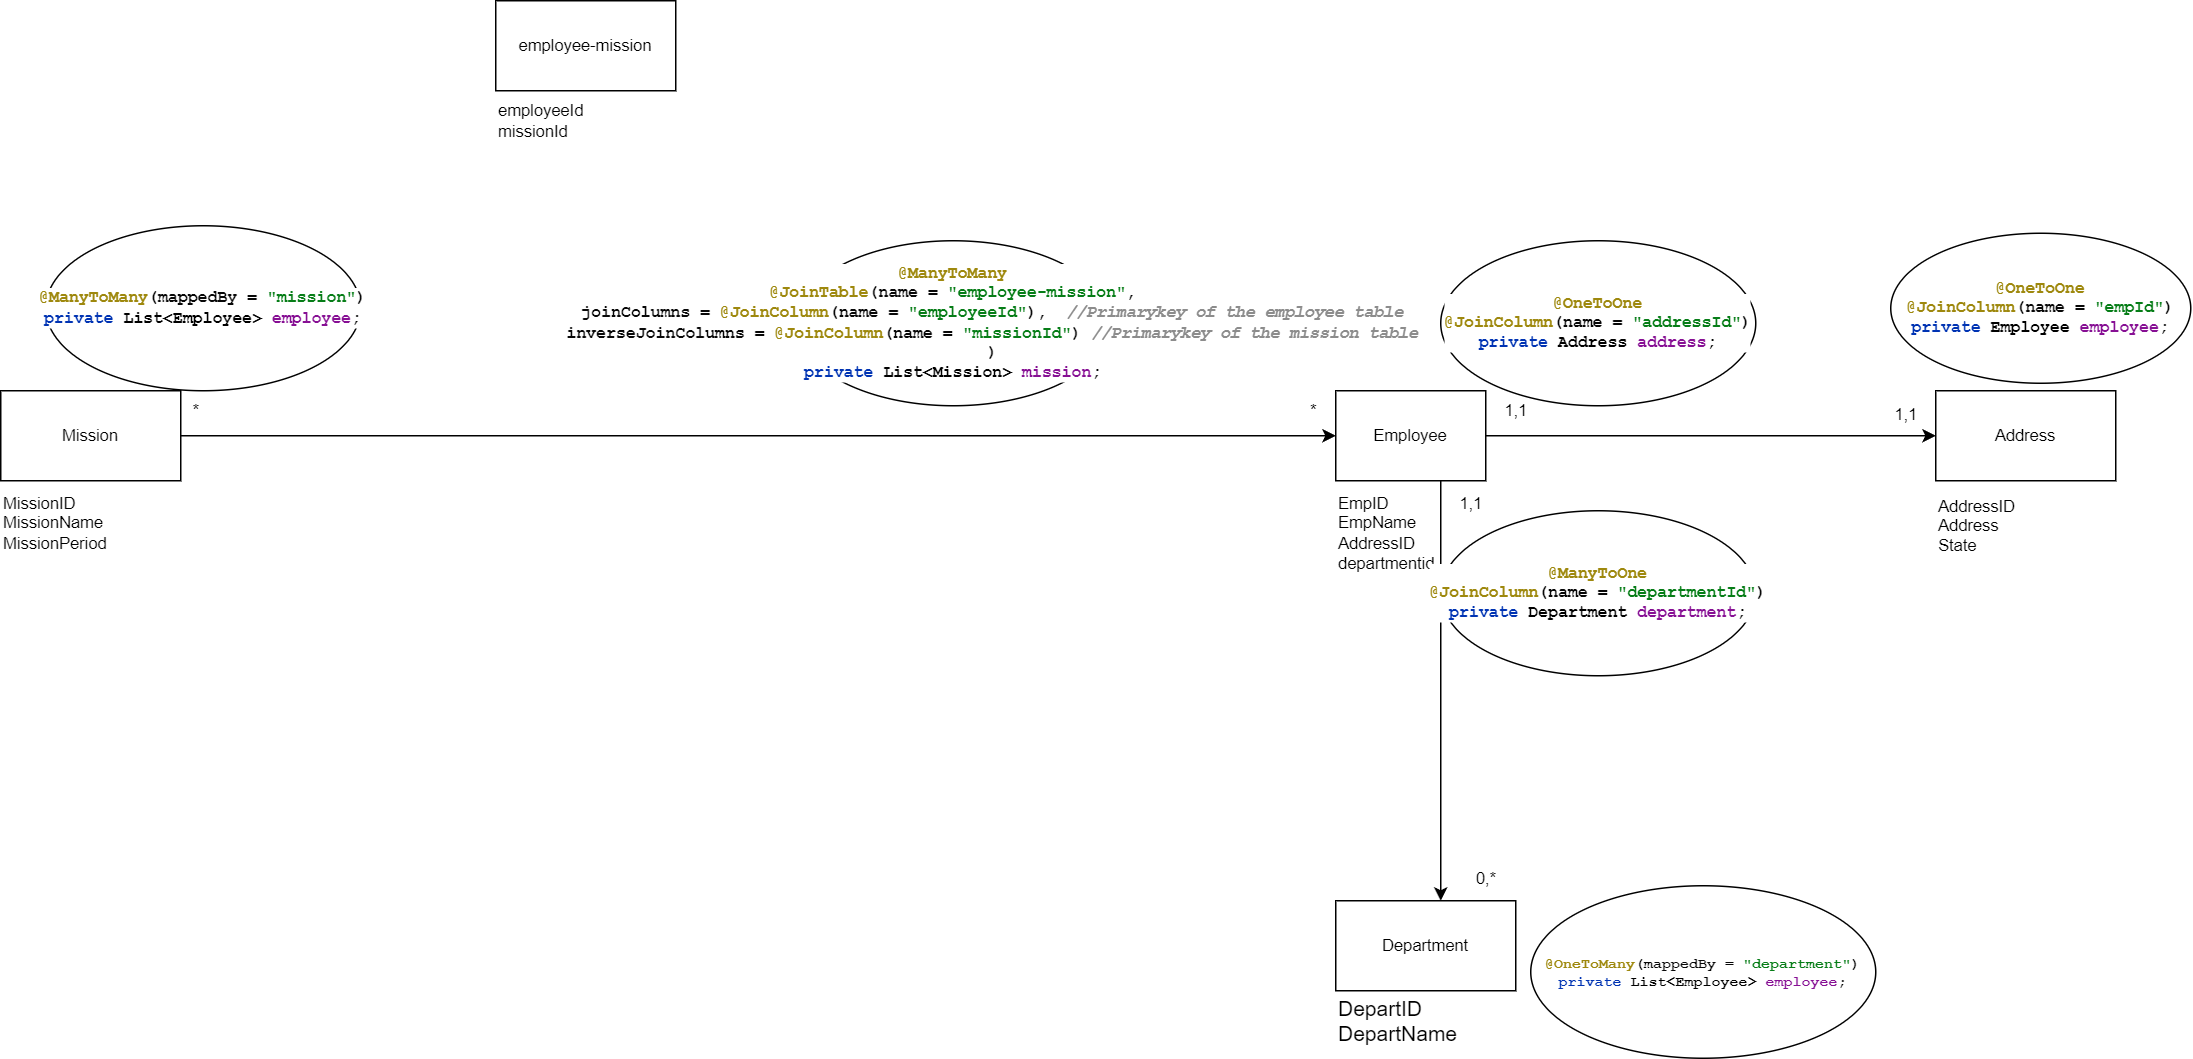 employee-mission
employeeId
missionId
@ManyToMany(mappedBy = "mission")
private List<Employee> employee;
@ManyToMany
@JoinTable(name = "employee-mission",
joinColumns = @JoinColumn(name = "employeeId"),  //Primarykey of the employee table
inverseJoinColumns = @JoinColumn(name = "missionId") //Primarykey of the mission table
)
private List<Mission> mission;
@OneToOne
@JoinColumn(name = "addressId")
private Address address;
@OneToOne
@JoinColumn(name = "empId")
private Employee employee;
Mission
*
*
Employee
1,1
1,1
Address
MissionID
MissionName
MissionPeriod
EmpID
EmpName
AddressID
departmentid
1,1
AddressID
Address
State
@ManyToOne
@JoinColumn(name = "departmentId")
private Department department;
0,*
Department
DepartID
DepartName
@OneToMany(mappedBy = "department")
private List<Employee> employee;